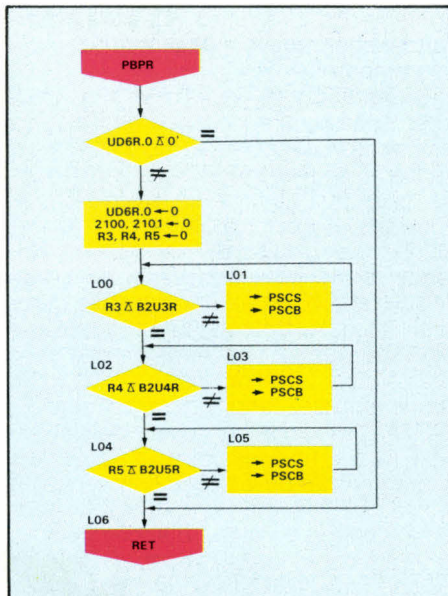 PBPR
UD6R.0 ⊼ 0'
=
≠
UD6R.0 ← 0
2100, 2101 ← 0
R3, R4, R5 ← 0
L00
L01
R3 ⊼ B2U3R
≠
→ PSCS
→ PSCB
=
L02
L03
R4 ⊼ B2U4R
≠
→ PSCS
→ PSCB
=
L04
L05
R5 ⊼ B2U5R
≠
→ PSCS
→ PSCB
=
L06
RET